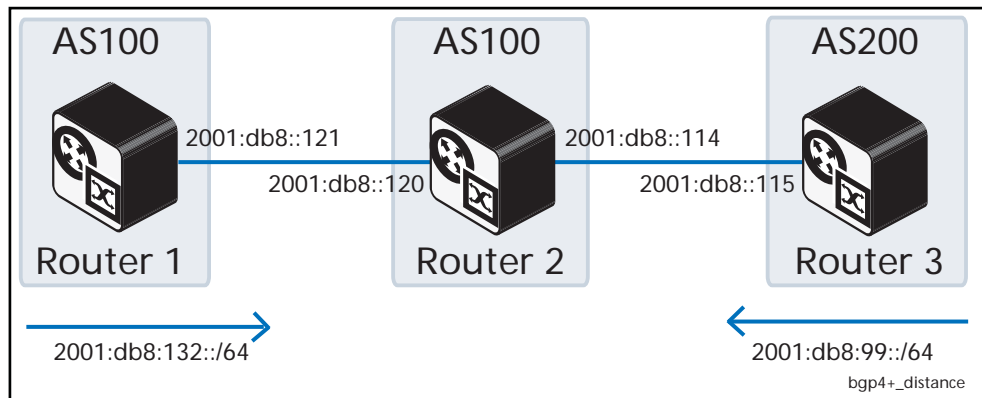 AS100
AS100
AS200
2001:db8::121
2001:db8::114
2001:db8::120
2001:db8::115
Router 1
Router 2
Router 3
2001:db8:132::/64
2001:db8:99::/64
bgp4+_distance